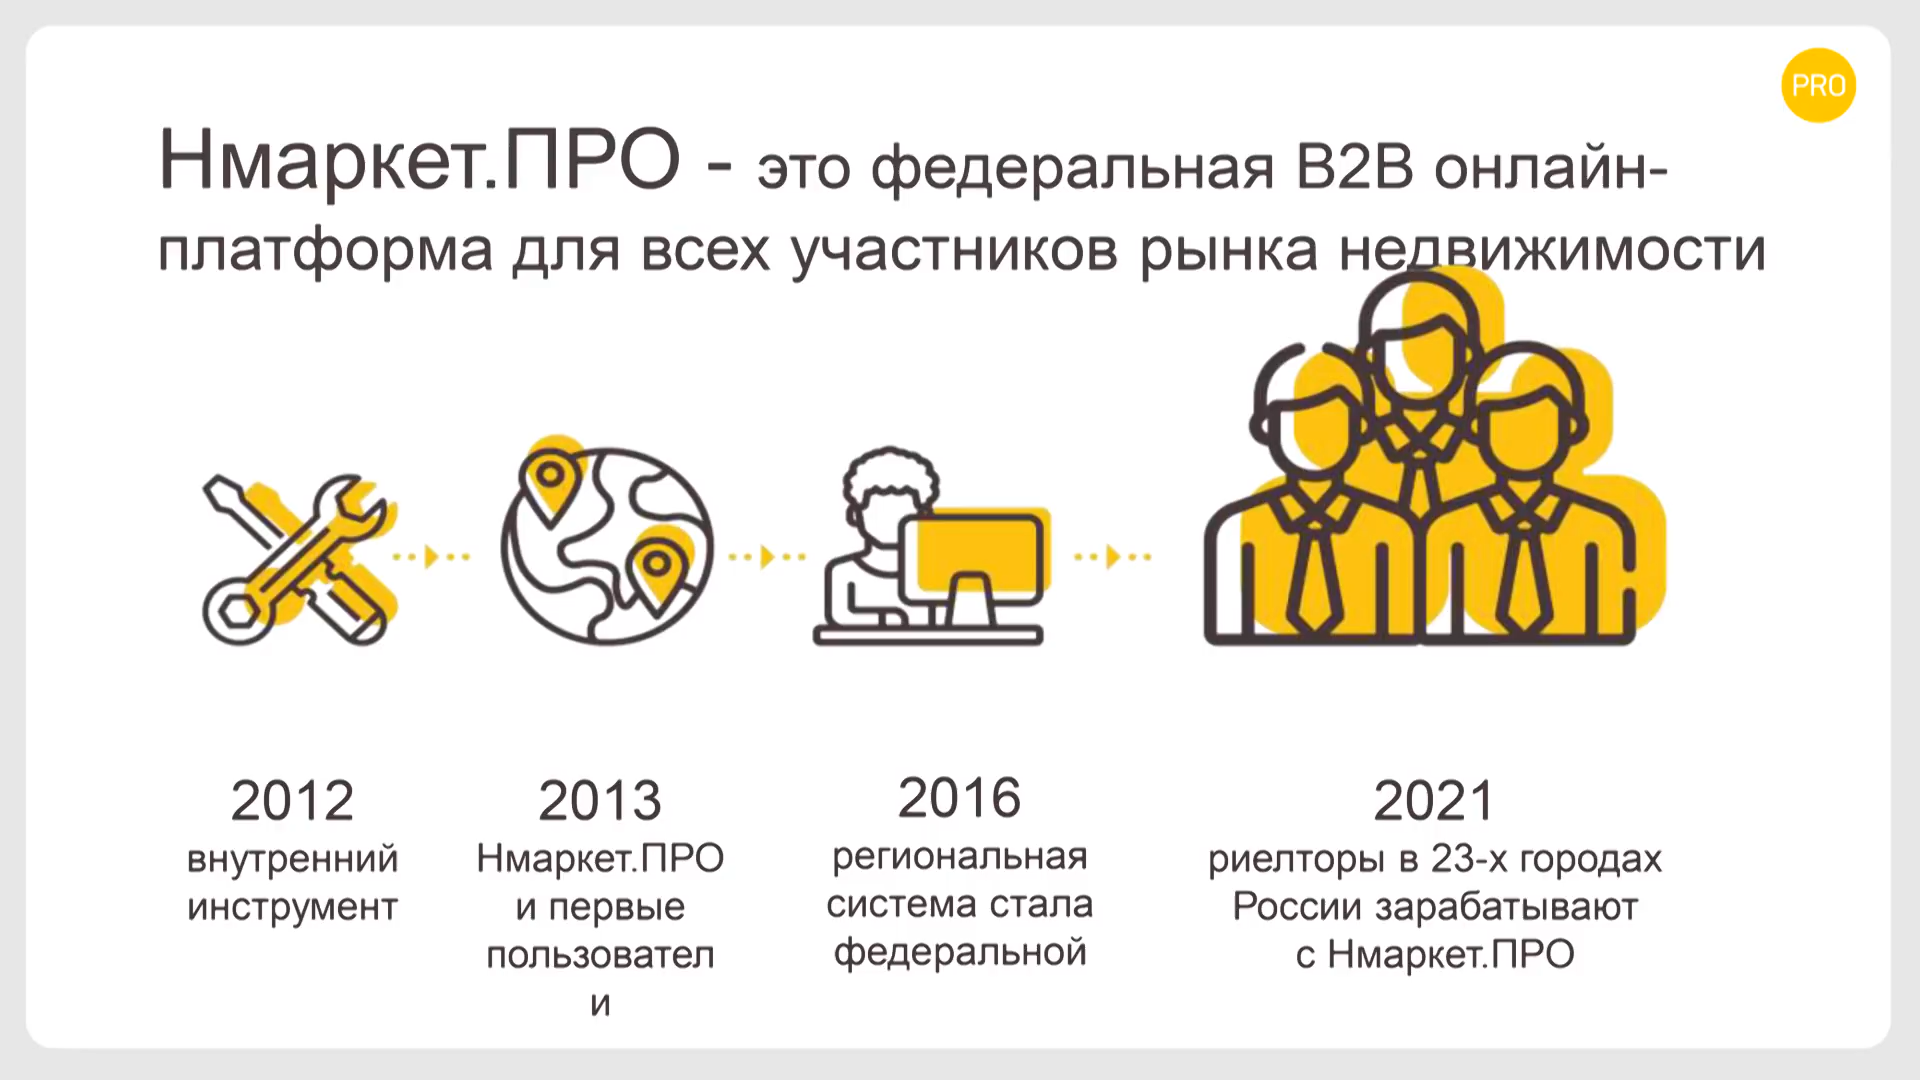 PRO
Нмаркет.ПРО - это федеральная B2B онлайн-
платформа для всех участников рынка недвижимости
2012
внутренний
инструмент
2013
Нмаркет.ПРО
и первые
пользовател
и
2016
региональная
система стала
федеральной
2021
риелторы в 23-х городах
России зарабатывают
с Нмаркет.ПРО